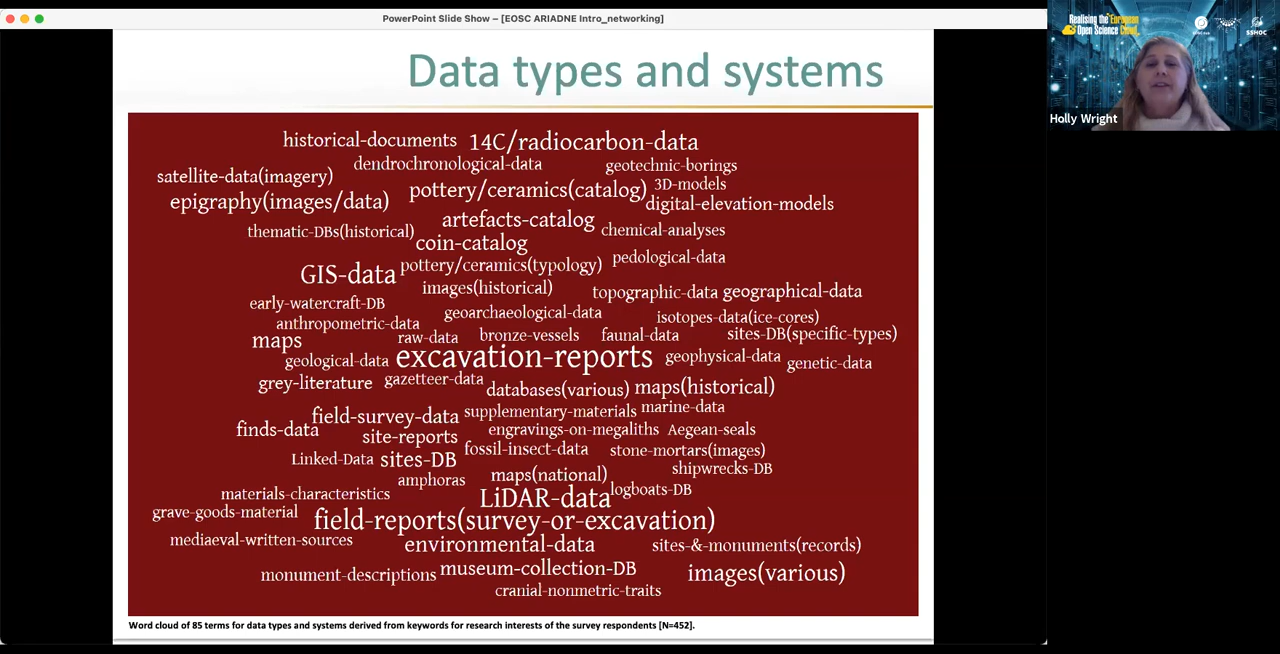 PowerPoint Slide Show – [EOSC ARIADNE Intro_networking]
Realising the European
Open Science Cloud
SSHOC
Holly Wright
Data types and systems
historical-documents 14C/radiocarbon-data
dendrochronological-data geotechnic-borings
satellite-data(imagery) pottery/ceramics(catalog) 3D-models
epigraphy(images/data) digital-elevation-models
artefacts-catalog chemical-analyses
thematic-DBs(historical) coin-catalog
GIS-data pottery/ceramics(typology) pedological-data
images(historical) topographic-data geographical-data
early-watercraft-DB geoarchaeological-data isotopes-data(ice-cores)
anthropometric-data raw-data bronze-vessels faunal-data sites-DB(specific-types)
maps excavation-reports geophysical-data genetic-data
geological-data
grey-literature gazetteer-data databases(various) maps(historical)
field-survey-data supplementary-materials marine-data
finds-data site-reports engravings-on-megaliths Aegean-seals
Linked-Data sites-DB fossil-insect-data stone-mortars(images)
amphoras maps(national) shipwrecks-DB
materials-characteristics LiDAR-data logboats-DB
grave-goods-material field-reports(survey-or-excavation)
mediaeval-written-sources environmental-data sites-&-monuments(records)
monument-descriptions museum-collection-DB images(various)
cranial-nonmetric-traits
Word cloud of 85 terms for data types and systems derived from keywords for research interests of the survey respondents [N=452].